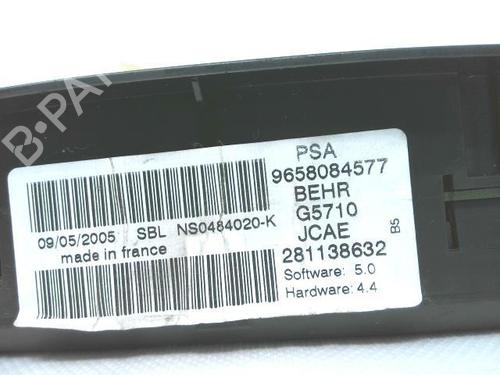 B-PARTS
PSA
9658084577
BEHR
G5710
JCAE
281138632
Software: 5.0
Hardware: 4.4
B5
09/05/2005 SBL NS0484020-K
made in france